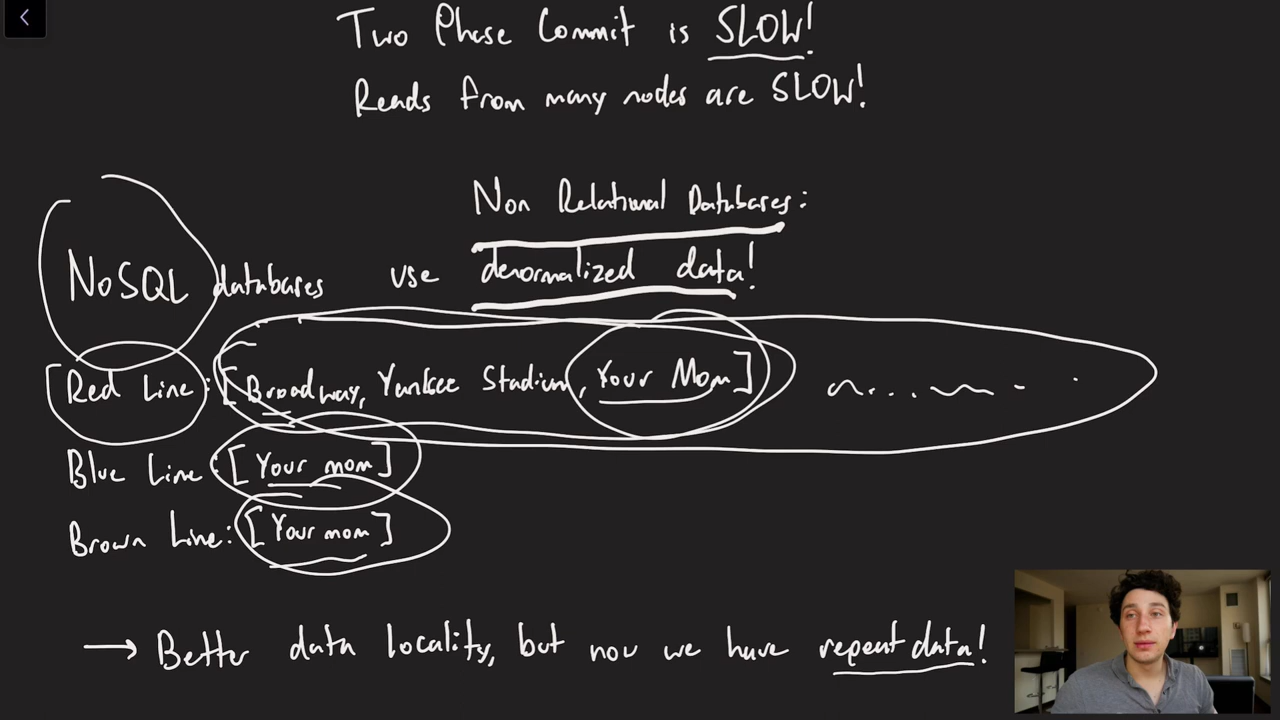 Two Phase Commit is SLOW!
Reads from many nodes are SLOW!
Non Relational Databases:
NoSQL databases use denormalized data!
Red Line: [Broadway, Yankee Stadium, Your Mom]
Blue Line: [Your mom]
Brown Line: [Your mom]
→ Better data locality, but now we have repeat data!